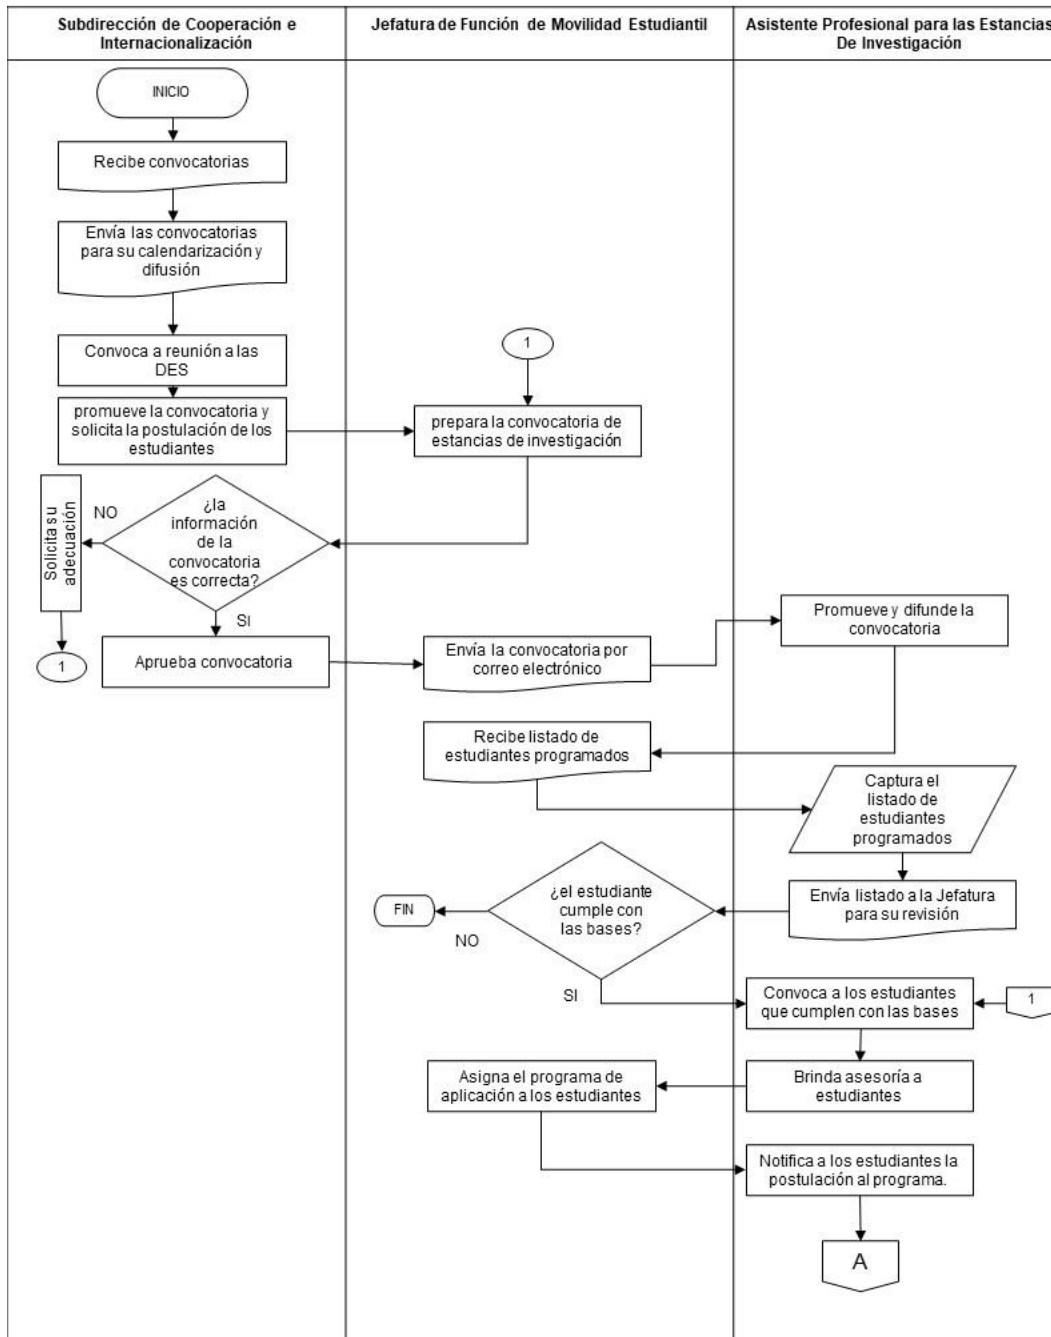 Subdirección de Cooperación e
Internacionalización
Jefatura de Función de Movilidad Estudiantil
Asistente Profesional para las Estancias
De Investigación
INICIO
Recibe convocatorias
Envía las convocatorias
para su calendarización y
difusión
Convoca a reunión a las
DES
1
promueve la convocatoria y
solicita la postulación de los
estudiantes
prepara la convocatoria de
estancias de investigación
Solicita su
adecuación
NO
¿la
información
de la
convocatoria
es correcta?
SI
1
Aprueba convocatoria
Envía la convocatoria por
correo electrónico
Promueve y difunde la
convocatoria
Recibe listado de
estudiantes programados
Captura el
listado de
estudiantes
programados
Envía listado a la Jefatura
para su revisión
¿el estudiante
cumple con
las bases?
FIN
NO
SI
Convoca a los estudiantes
que cumplen con las bases
1
Brinda asesoría a
estudiantes
Asigna el programa de
aplicación a los estudiantes
Notifica a los estudiantes la
postulación al programa.
A